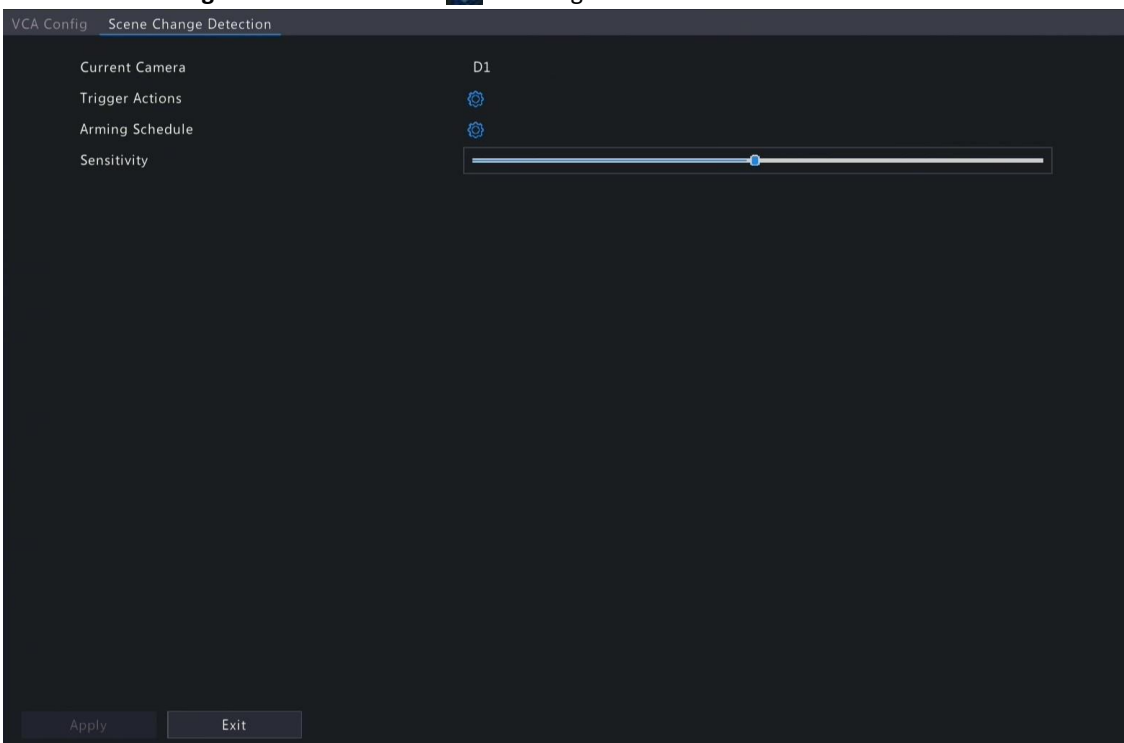 VCA Config Scene Change Detection
Current Camera D1
Trigger Actions
Arming Schedule
Sensitivity
Apply Exit